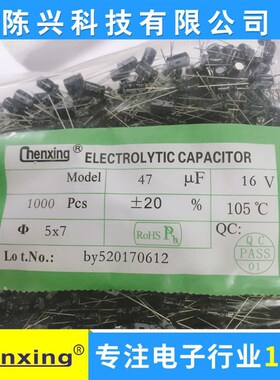 陈兴科技有限公司
Chenxing® ELECTROLYTIC CAPACITOR
Model 47 μF 16 V
1000 Pcs ±20 % 105℃
Φ 5x7 RoHS Pb QC:
QC
PASS
01
Lot.No.: by520170612
enxing® 专注电子行业1